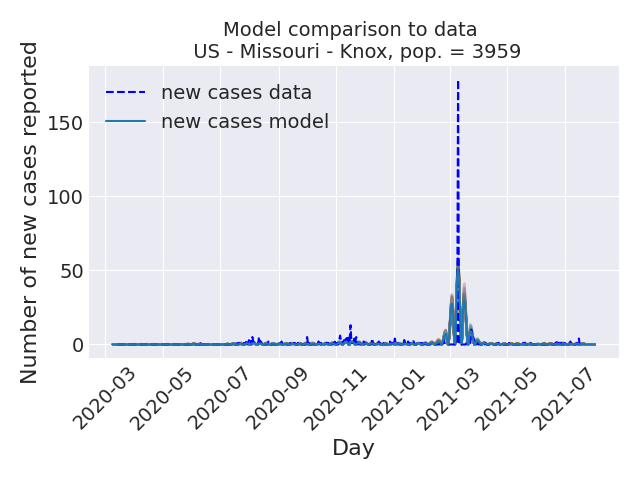 Model comparison to data
US - Missouri - Knox, pop. = 3959
new cases data
new cases model
Number of new cases reported
150
100
50
0
2020-03
2020-05
2020-07
2020-09
2020-11
2021-01
2021-03
2021-05
2021-07
Day